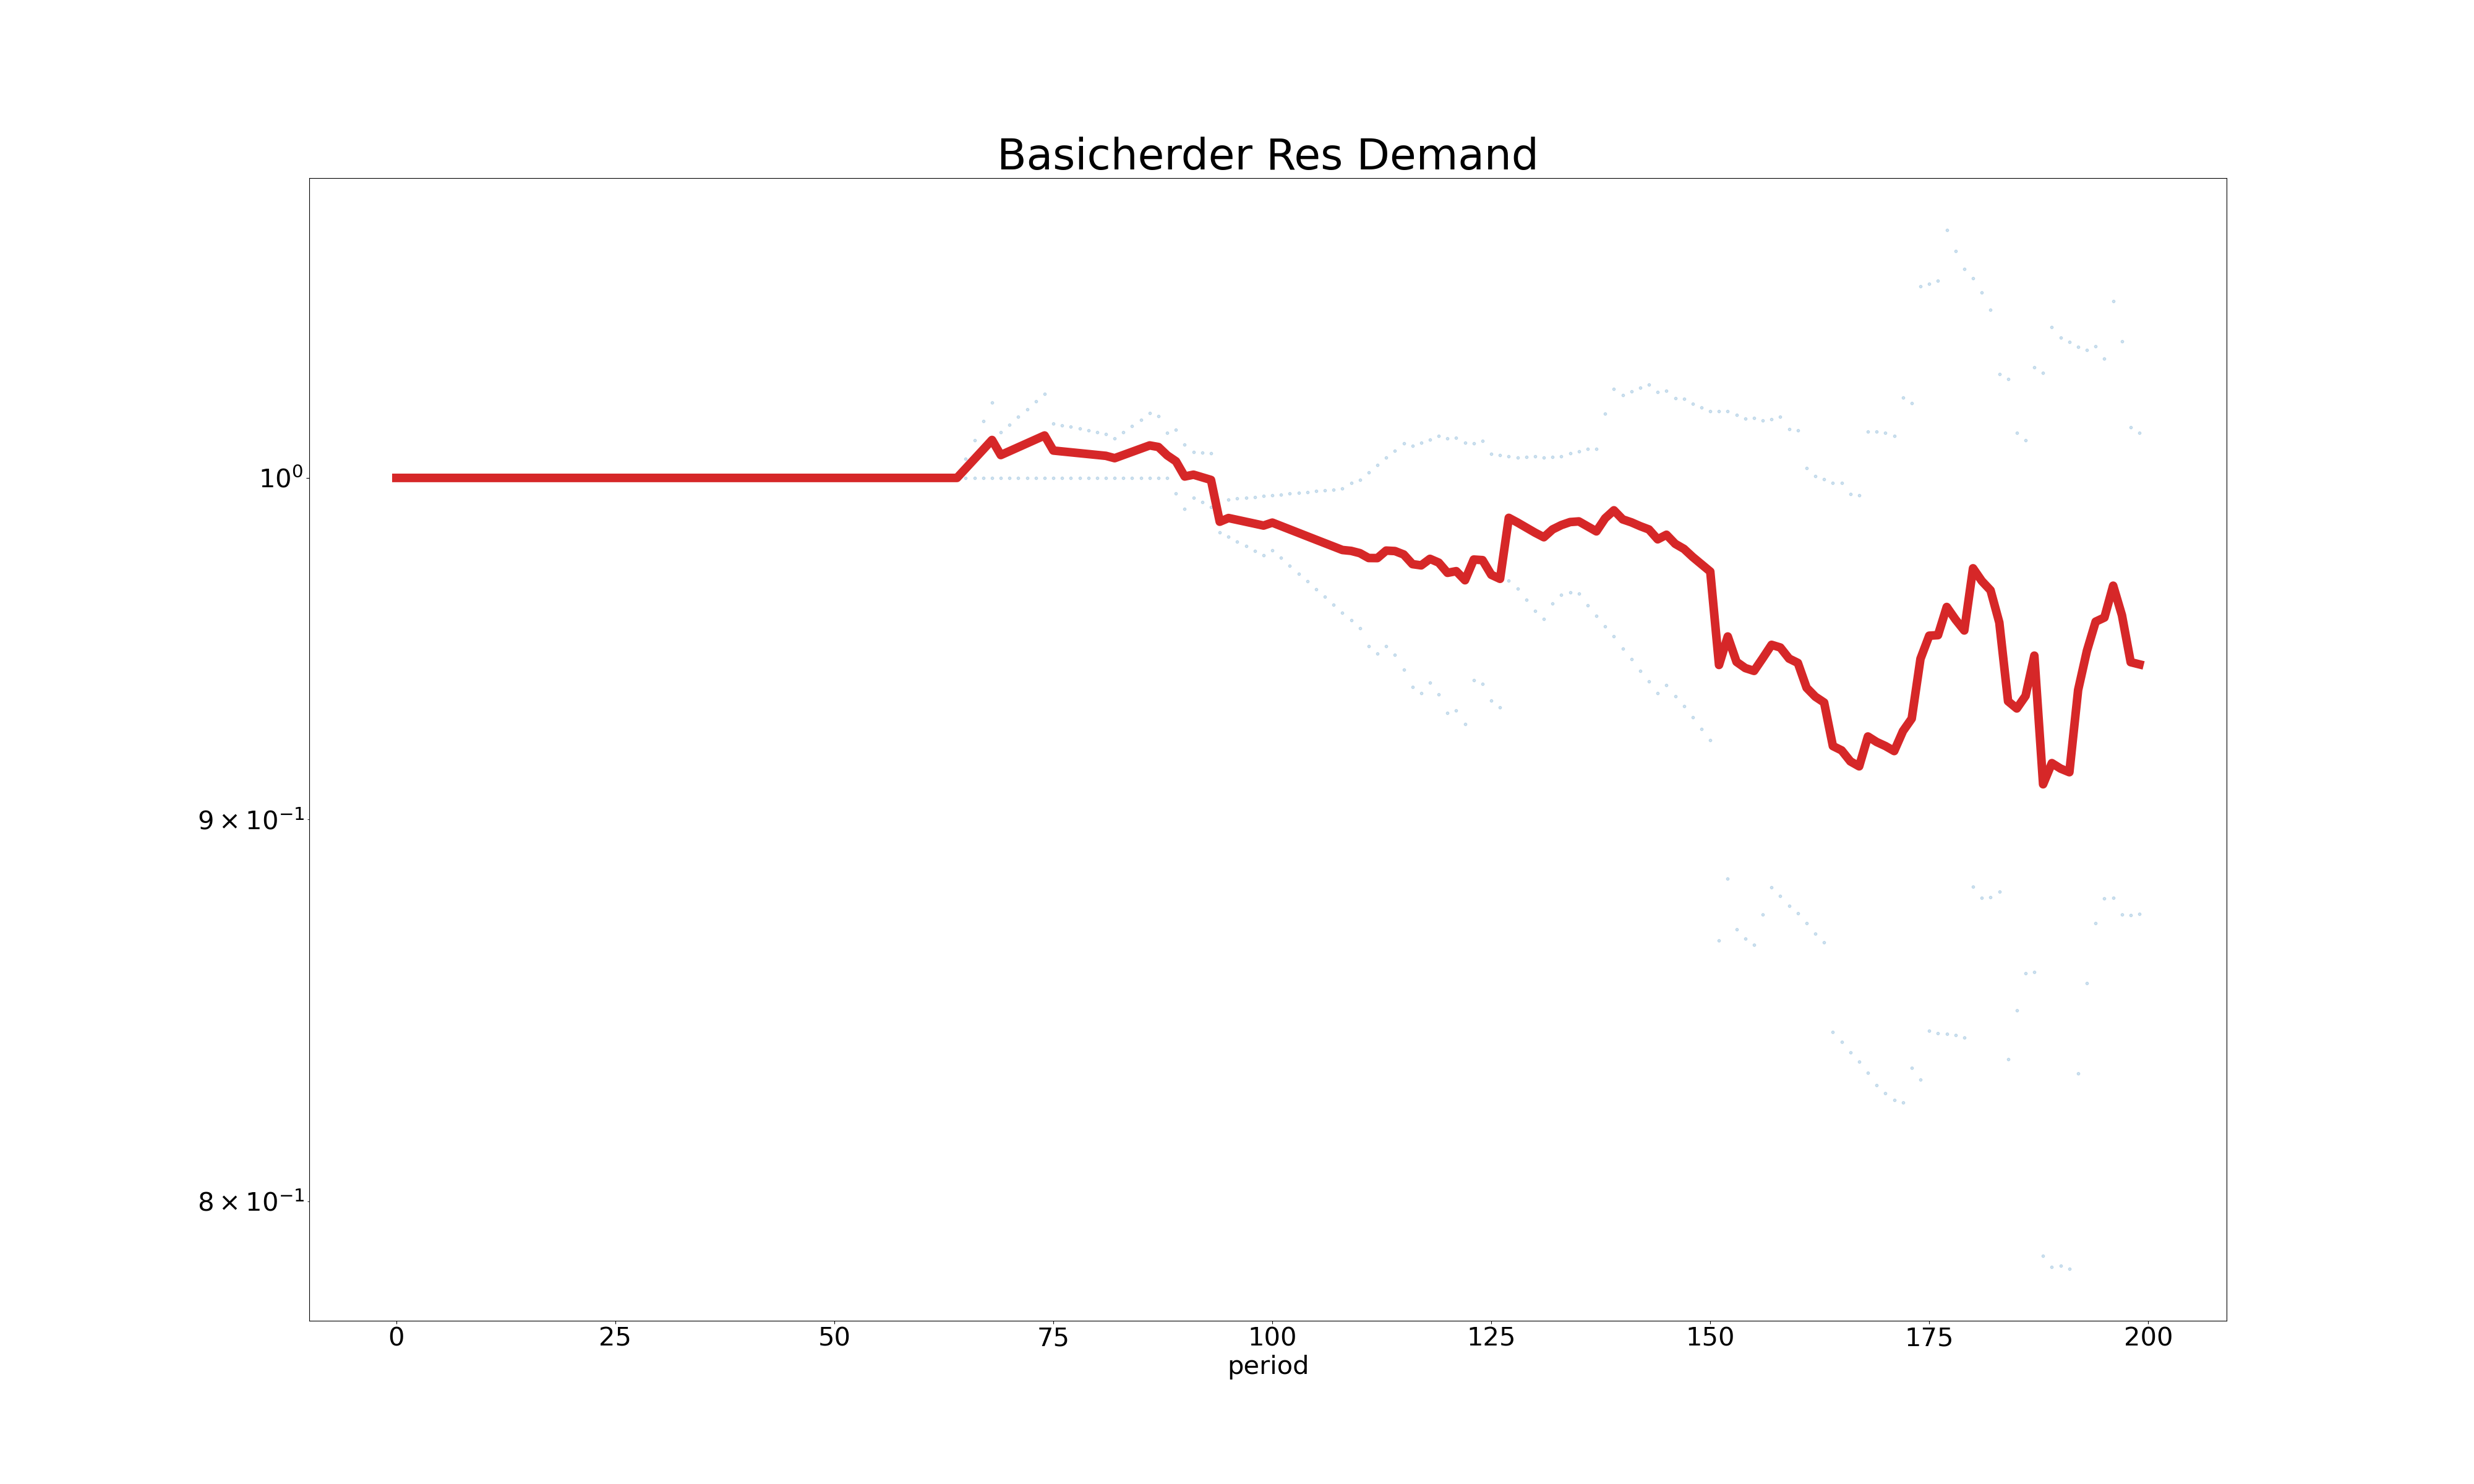 Basicherder Res Demand
10⁰
9 × 10⁻¹
8 × 10⁻¹
0 25 50 75 100 125 150 175 200
period